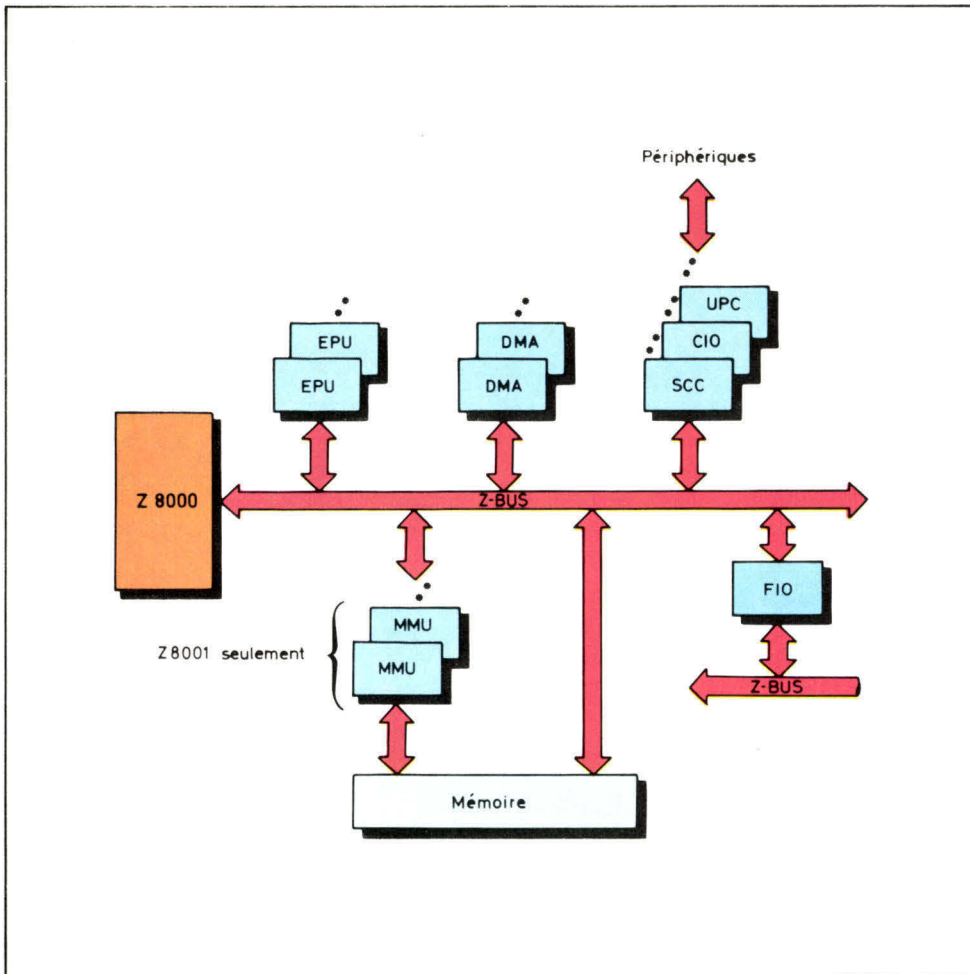 Périphériques
UPC
EPU
DMA
CIO
EPU
DMA
SCC
Z 8000
Z-BUS
FIO
MMU
Z8001 seulement
MMU
Z-BUS
Mémoire